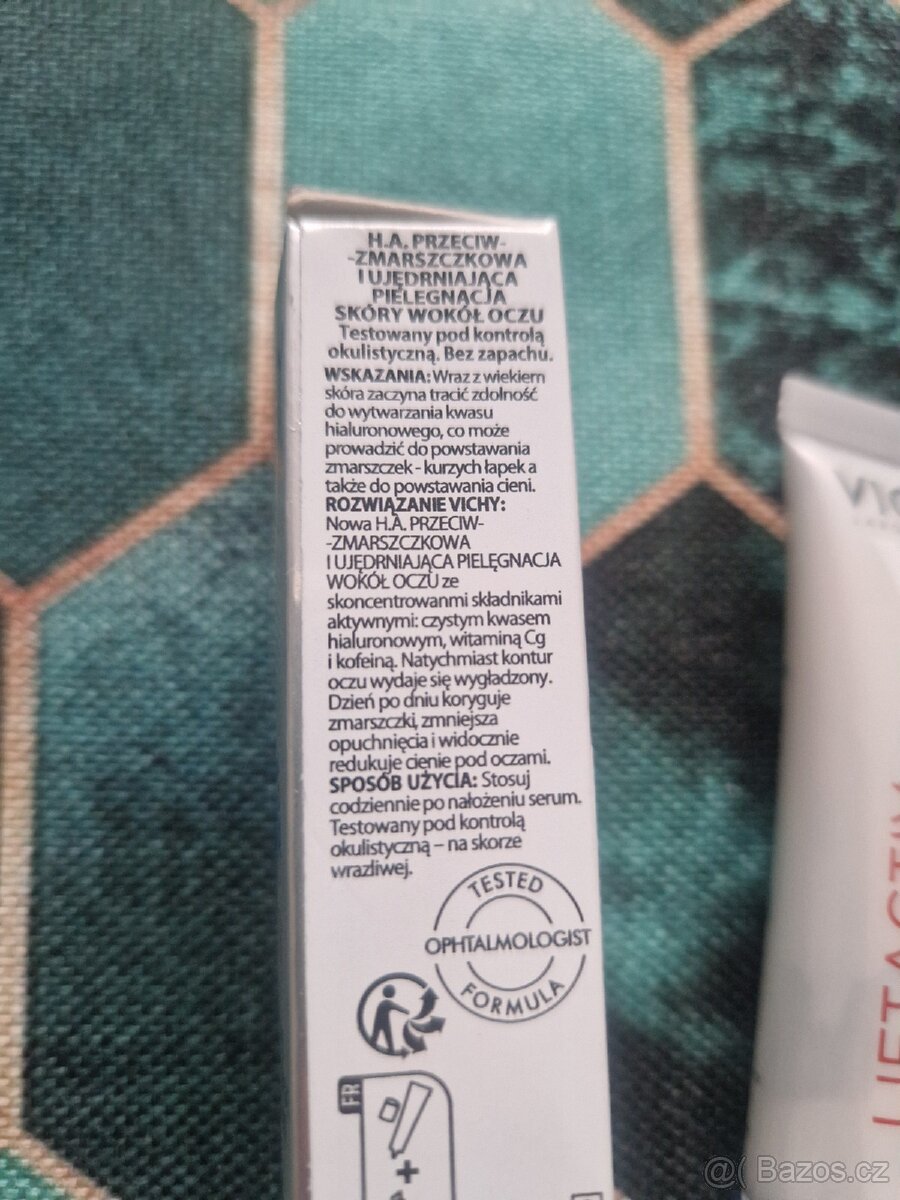 H.A. PRZECIW-
-ZMARSZCZKOWA
I UJĘDRNIAJĄCA
PIELĘGNACJA
SKÓRY WOKÓŁ OCZU
Testowany pod kontrolą
okulistyczną. Bez zapachu.
WSKAZANIA: Wraz z wiekiem
skóra zaczyna tracić zdolność
do wytwarzania kwasu
hialuronowego, co może
prowadzić do powstawania
zmarszczek - kurzych łapek a
także do powstawania cieni.
ROZWIĄZANIE VICHY:
Nowa H.A. PRZECIW-
-ZMARSZCZKOWA
I UJĘDRNIAJĄCA PIELĘGNACJA
WOKÓŁ OCZU ze
skoncentrowanmi składnikami
aktywnymi: czystym kwasem
hialuronowym, witaminą Cg
i kofeiną. Natychmiast kontur
oczu wydaje się wygładzony.
Dzień po dniu koryguje
zmarszczki, zmniejsza
opuchnięcia i widocznie
redukuje cienie pod oczami.
SPOSÓB UŻYCIA: Stosuj
codziennie po nałożeniu serum.
Testowany pod kontrolą
okulistyczną – na skorze
wrazliwej.
TESTED
OPHTALMOLOGIST
FORMULA
FR
+
LIFTACTIV
@( Bazos.cz